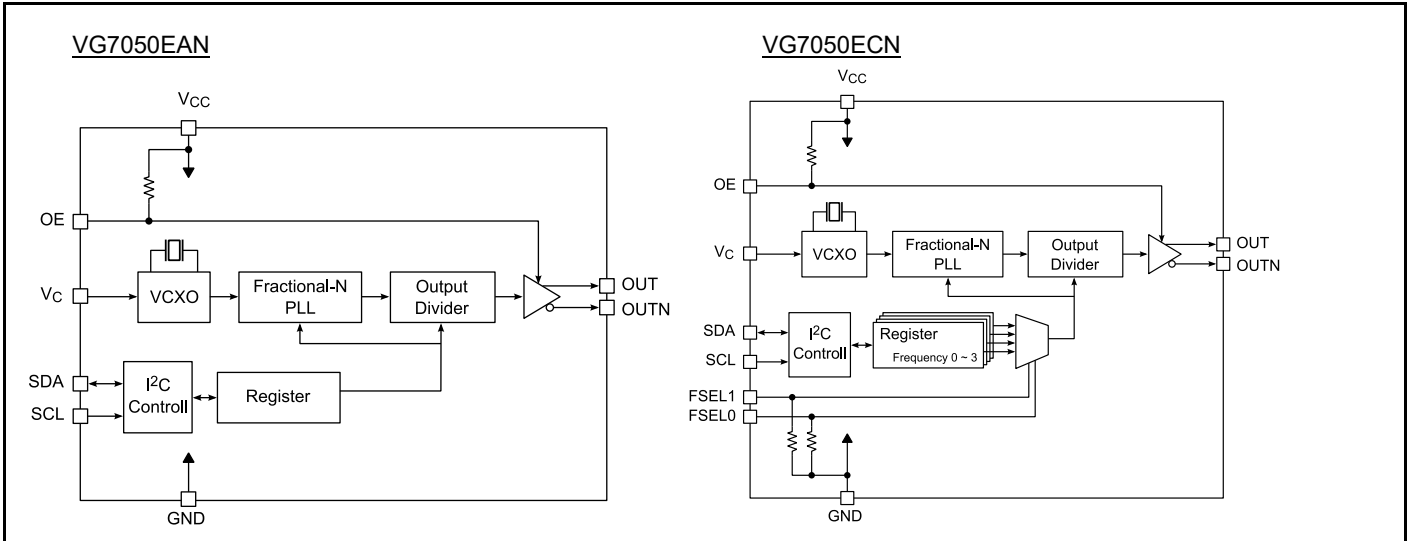 VG7050EAN
VCC
OE
VC
VCXO
Fractional-N
PLL
Output
Divider
OUT
OUTN
SDA
SCL
I2C
Controll
Register
GND
VG7050ECN
VCC
OE
VC
VCXO
Fractional-N
PLL
Output
Divider
OUT
OUTN
SDA
SCL
I2C
Controll
Register
Frequency 0 ~ 3
FSEL1
FSEL0
GND